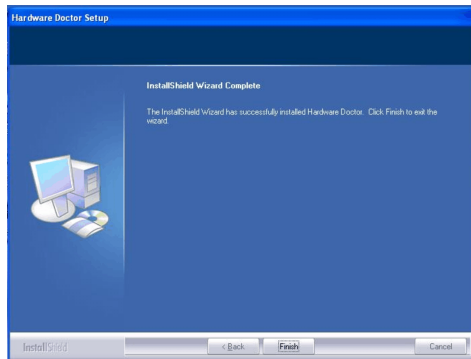 Hardware Doctor Setup
InstallShield Wizard Complete
The InstallShield Wizard has successfully installed Hardware Doctor. Click Finish to exit the
wizard.
InstallShield
< Back
Finish
Cancel